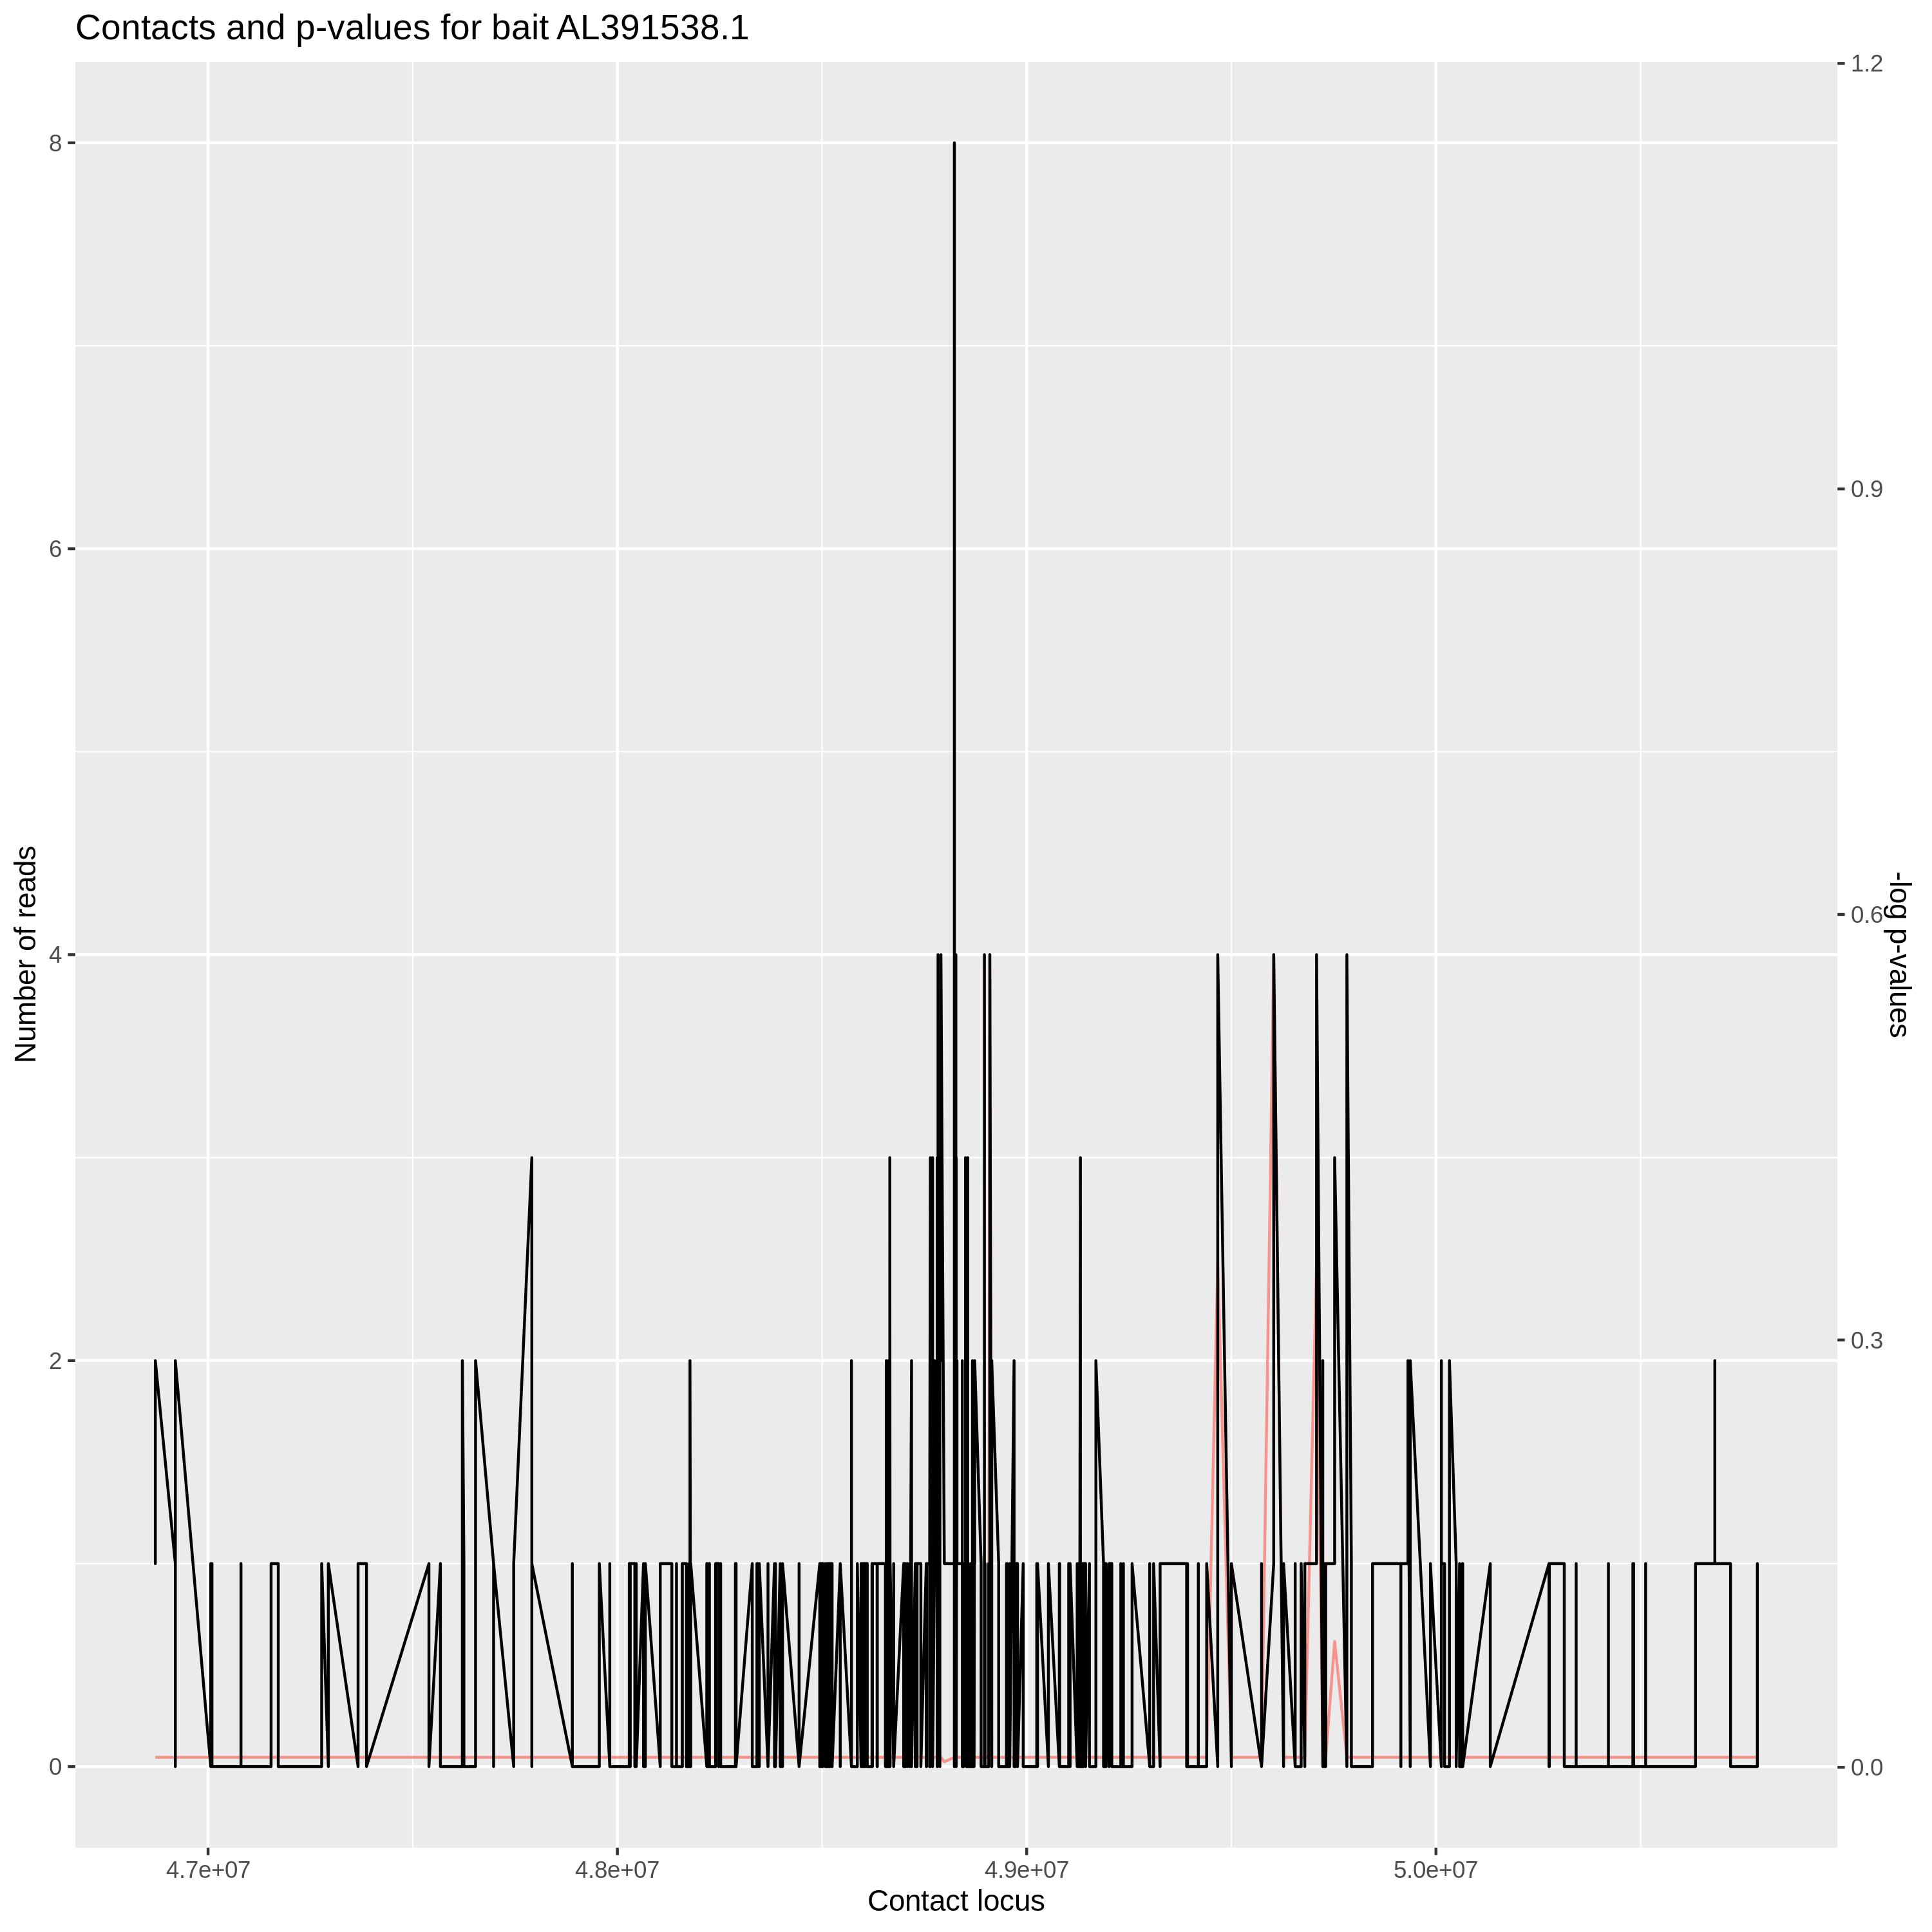 Contacts and p-values for bait AL391538.1
1.2
8
0.9
6
0.6
4
Number of reads
-log p-values
0.3
2
0
0.0
4.7e+07 4.8e+07 4.9e+07 5.0e+07
Contact locus